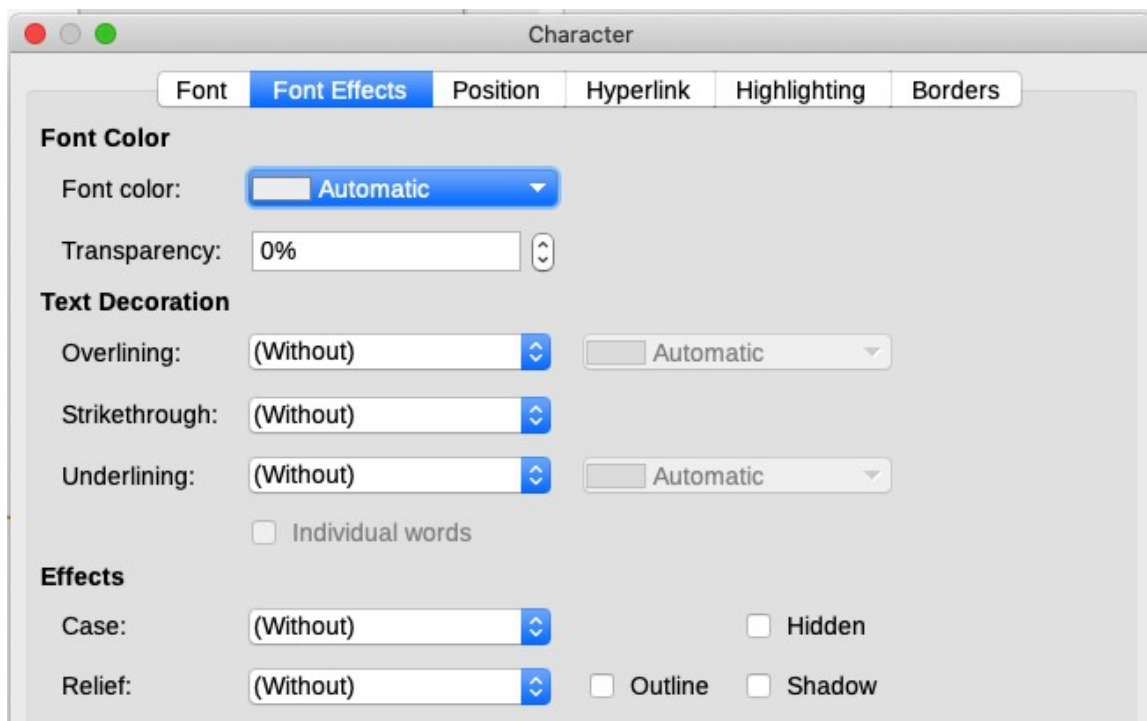 Character
Font Font Effects Position Hyperlink Highlighting Borders
Font Color
Font color: Automatic
Transparency: 0%
Text Decoration
Overlining: (Without) Automatic
Strikethrough: (Without)
Underlining: (Without) Automatic
Individual words
Effects
Case: (Without) Hidden
Relief: (Without) Outline Shadow